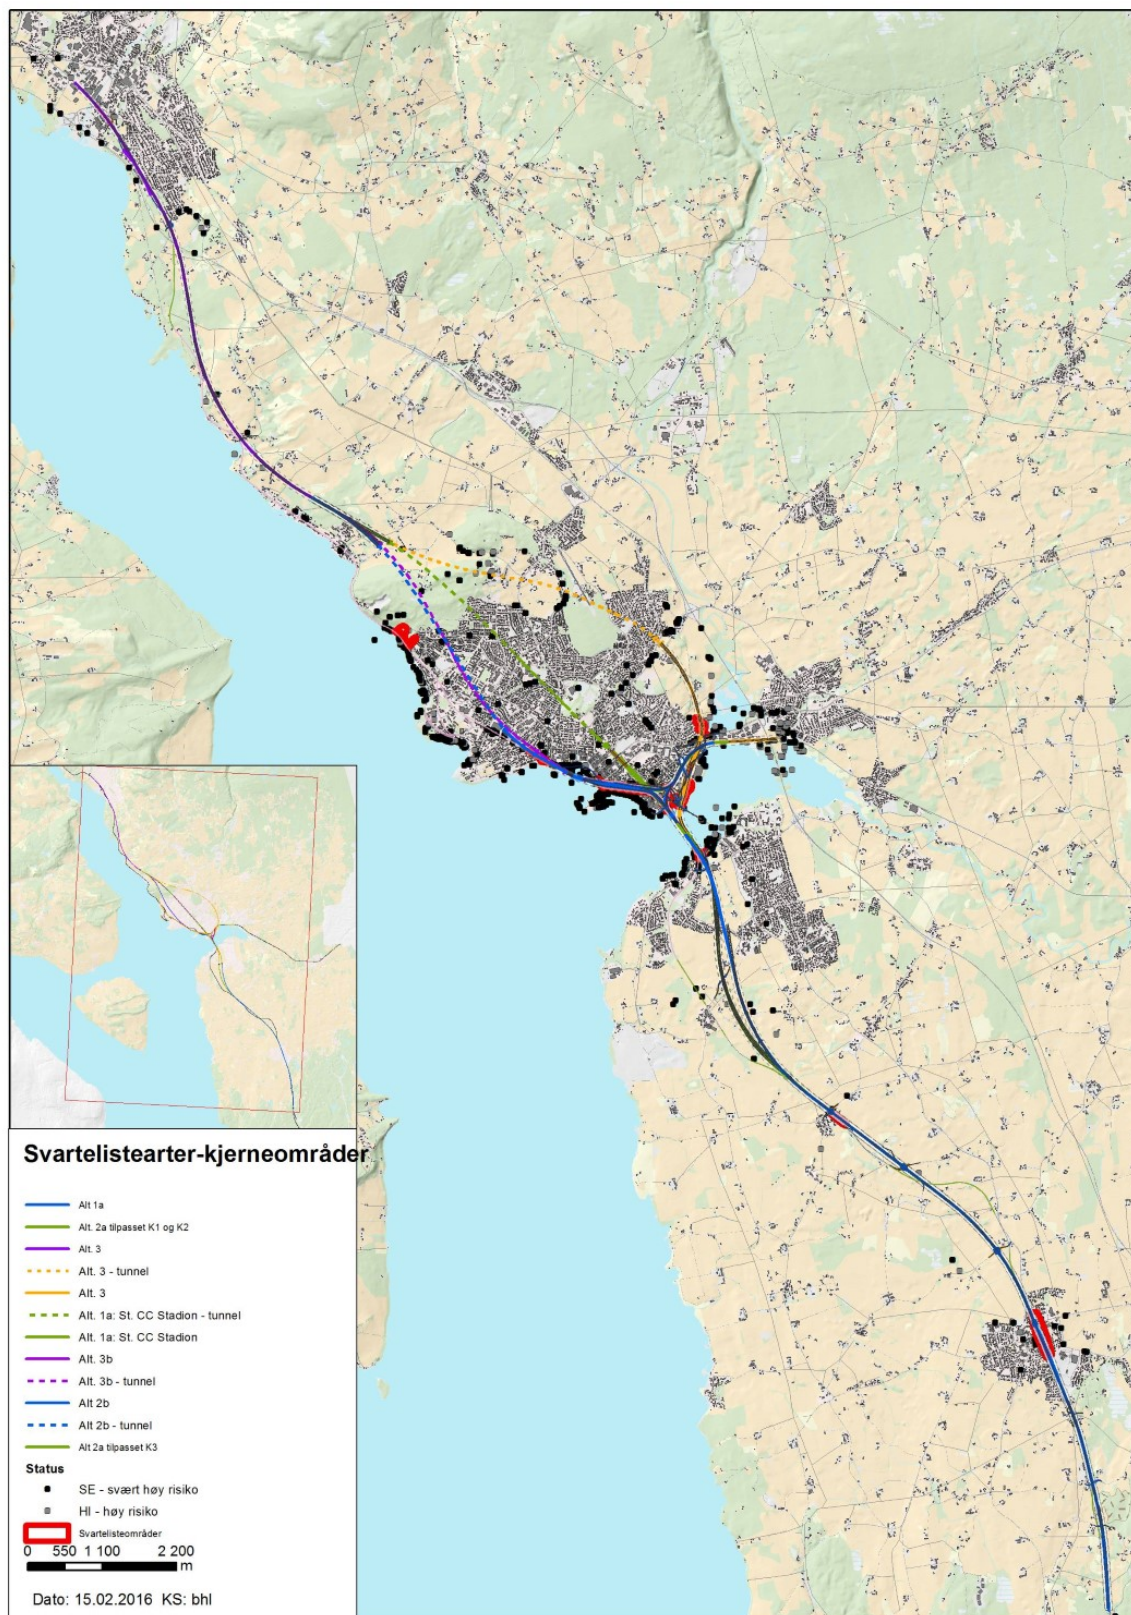 Svartelistearter-kjerneområder
Alt 1a
Alt. 2a tilpasset K1 og K2
Alt. 3
Alt. 3 - tunnel
Alt. 3
Alt. 1a: St. CC Stadion - tunnel
Alt. 1a: St. CC Stadion
Alt. 3b
Alt. 3b - tunnel
Alt 2b
Alt 2b - tunnel
Alt 2a tilpasset K3
Status
SE - svært høy risiko
HI - høy risiko
Svartelisteområder
0 550 1 100 2 200
m
Dato: 15.02.2016 KS: bhl